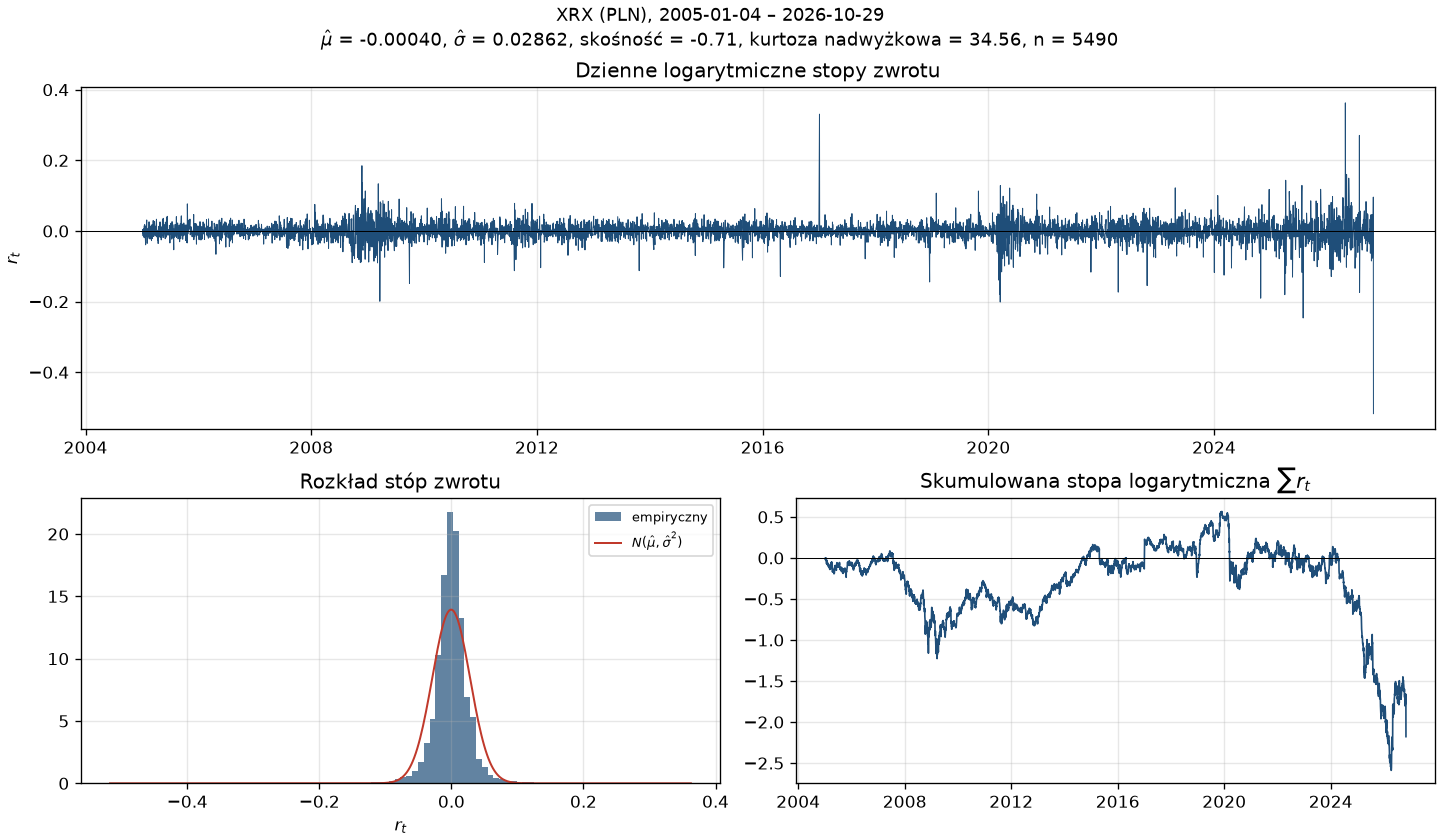 XRX (PLN), 2005-01-04 – 2026-10-29
μ̂ = -0.00040, σ̂ = 0.02862, skośność = -0.71, kurtoza nadwyżkowa = 34.56, n = 5490
Dzienne logarytmiczne stopy zwrotu
0.4
0.2
0.0
−0.2
−0.4
r_t
2004 2008 2012 2016 2020 2024
Rozkład stóp zwrotu
empiryczny
N(μ̂, σ̂²)
20
15
10
5
0
−0.4 −0.2 0.0 0.2 0.4
r_t
Skumulowana stopa logarytmiczna ∑r_t
0.5
0.0
−0.5
−1.0
−1.5
−2.0
−2.5
2004 2008 2012 2016 2020 2024